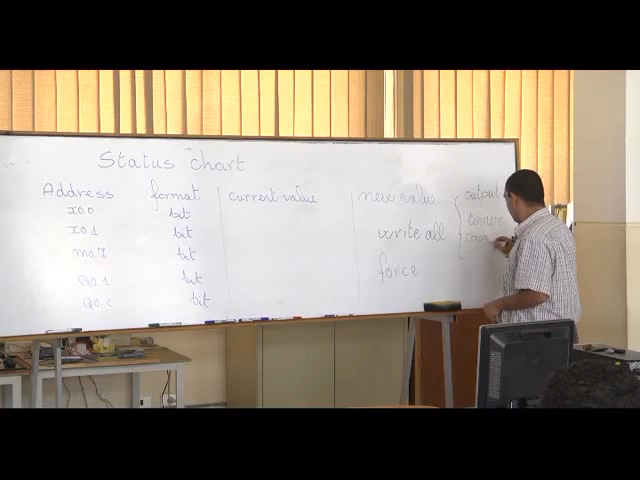 Status chart
Address format current value new value output
I0.0 bit
I0.1 bit write all timer
m0.7 bit coun
Q0.1 bit force
Q0.2 bit